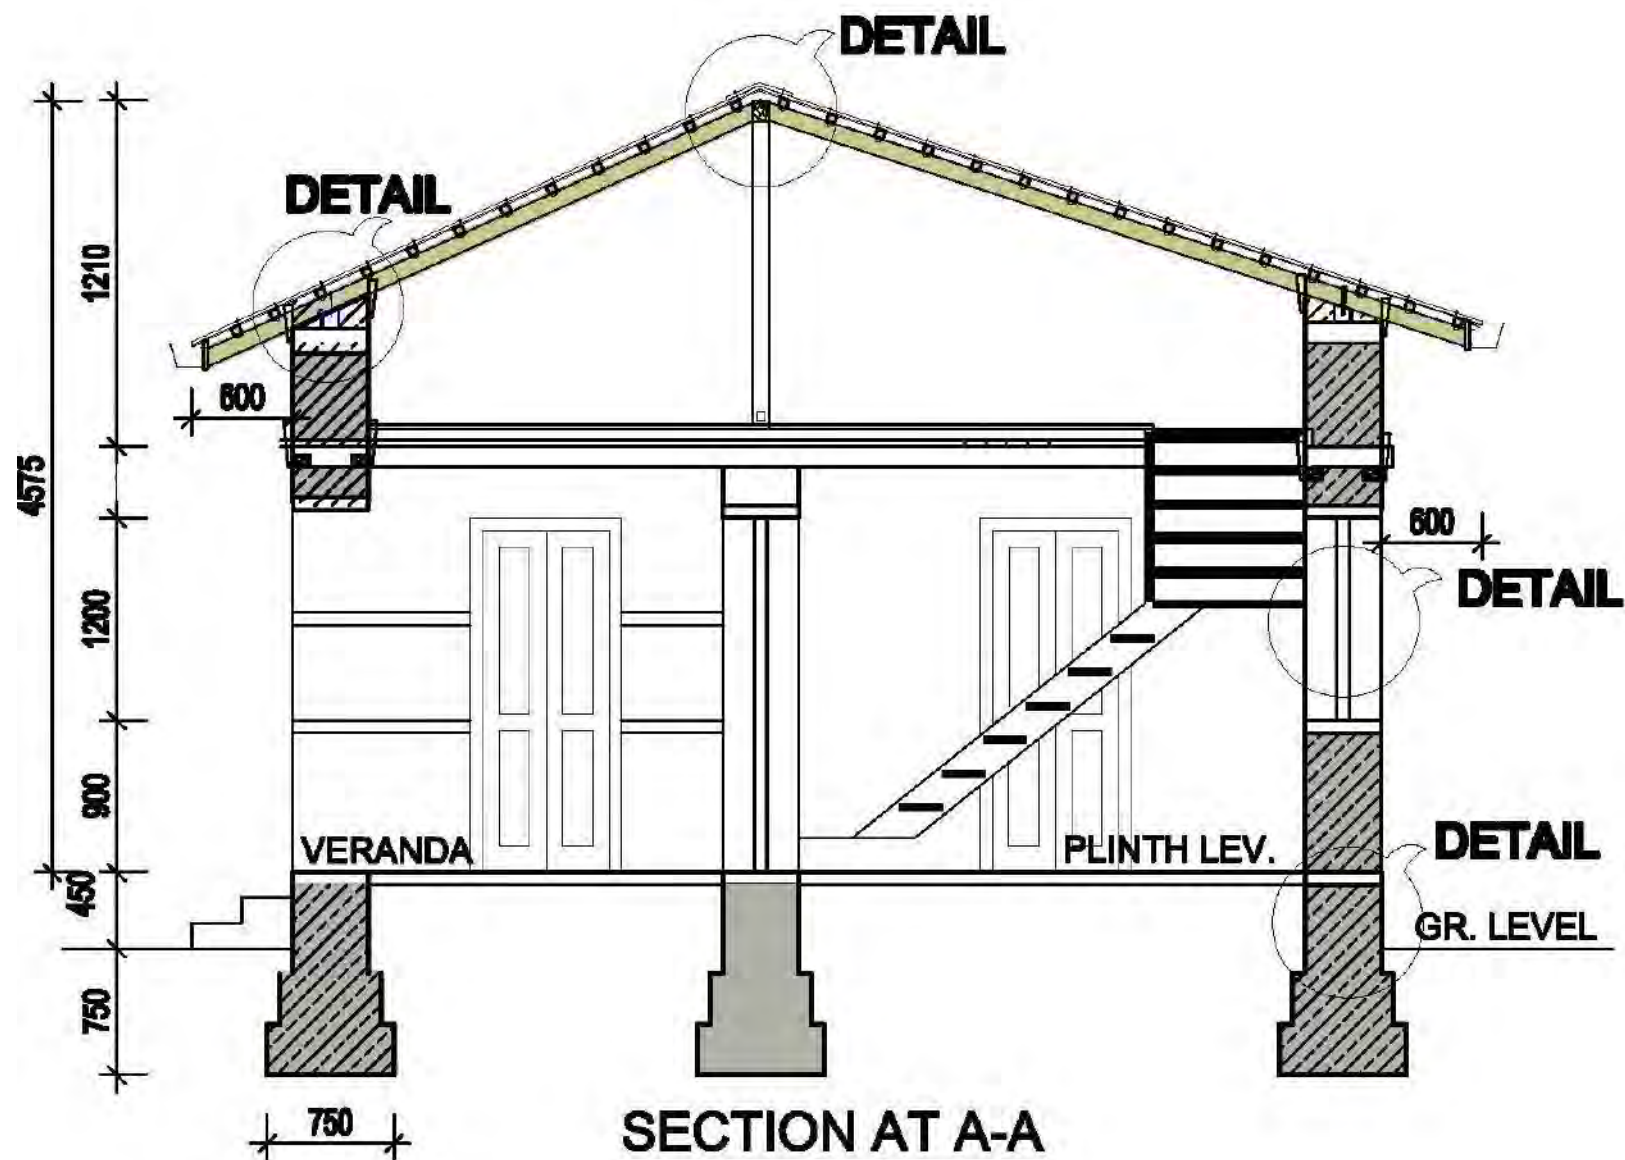 DETAIL
DETAIL
1210
600
4575
600
DETAIL
1200
900
VERANDA
PLINTH LEV.
DETAIL
450
GR. LEVEL
750
750
SECTION AT A-A